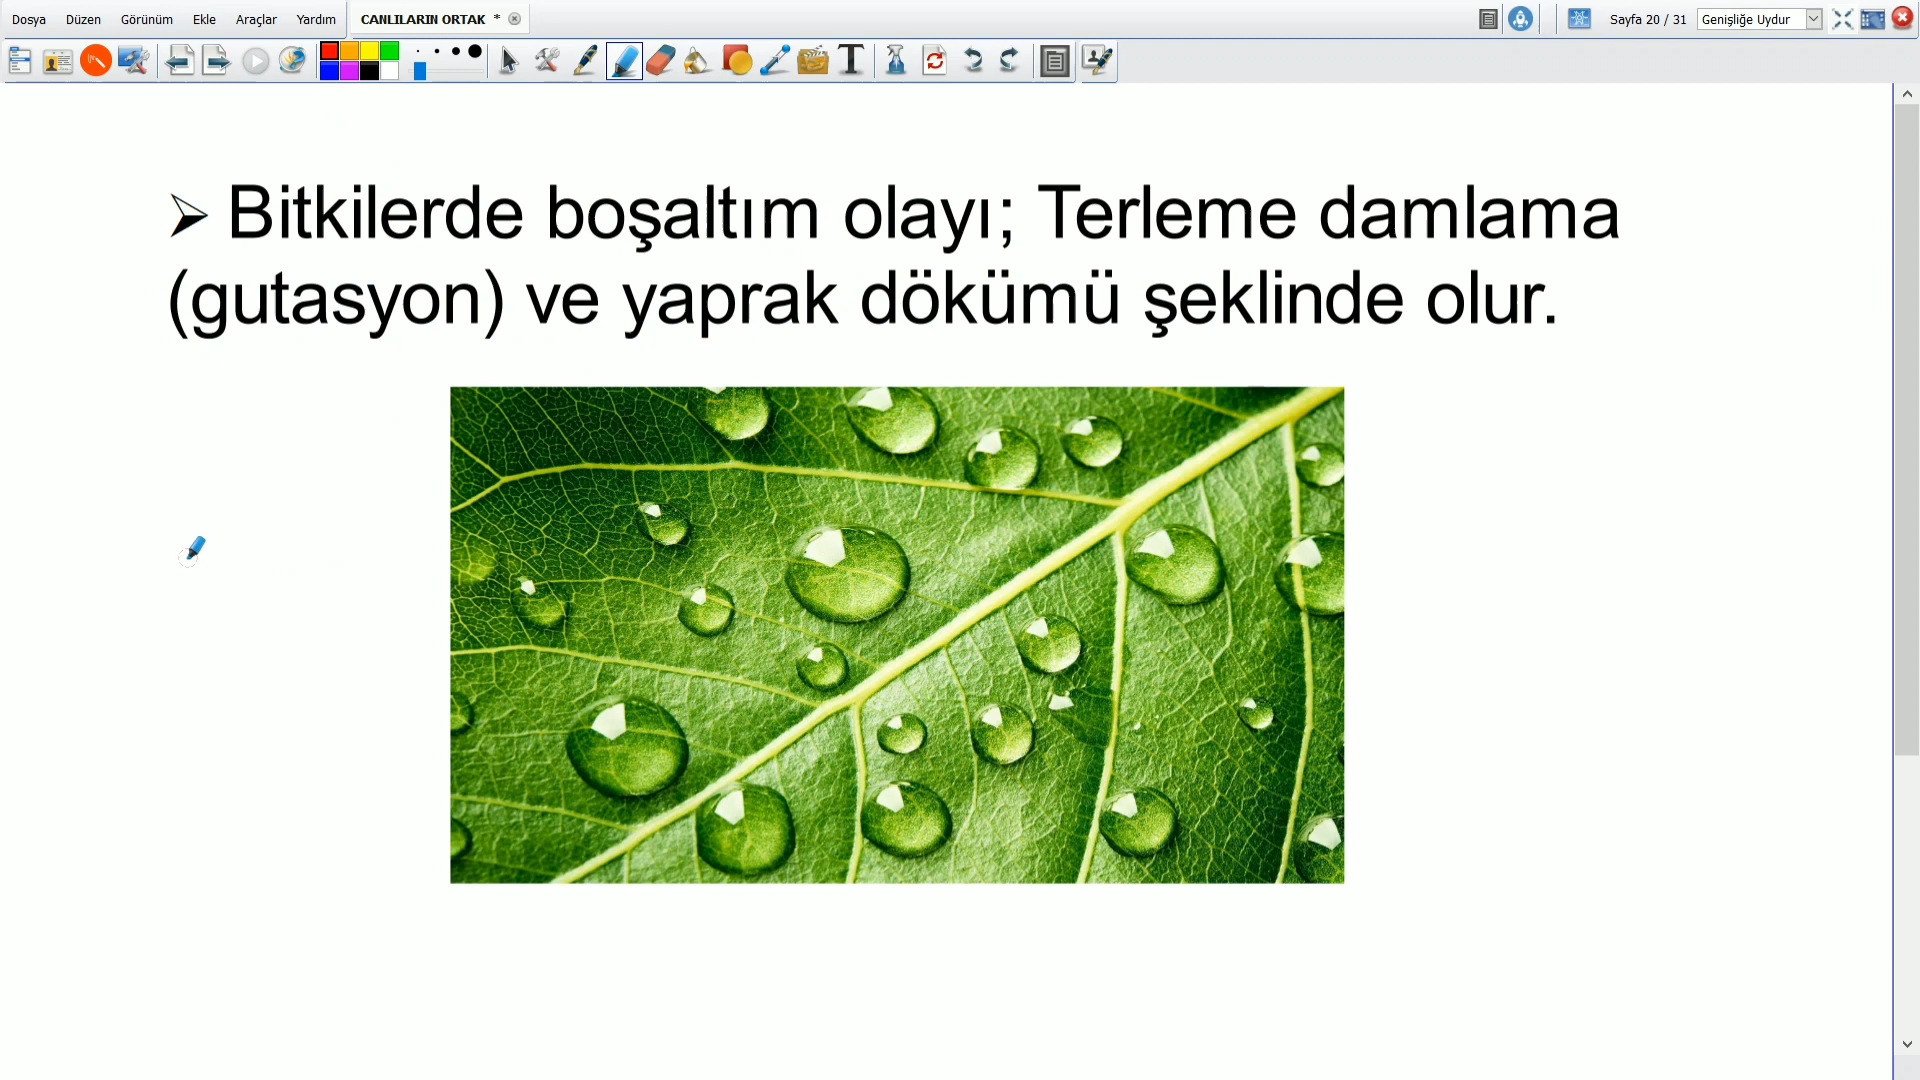 Dosya Düzen Görünüm Ekle Araçlar Yardım CANLILARIN ORTAK * Sayfa 20 / 31 Genişliğe Uydur
T
➢ Bitkilerde boşaltım olayı; Terleme damlama
(gutasyon) ve yaprak dökümü şeklinde olur.